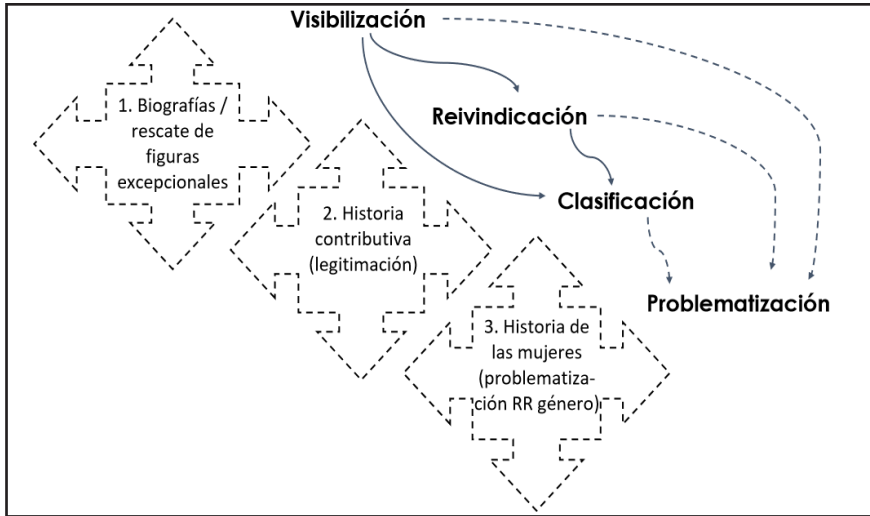 Visibilización
1. Biografías /
rescate de
figuras
excepcionales
Reivindicación
Clasificación
2. Historia
contributiva
(legitimación)
Problematización
3. Historia de
las mujeres
(problematiza-
ción RR género)